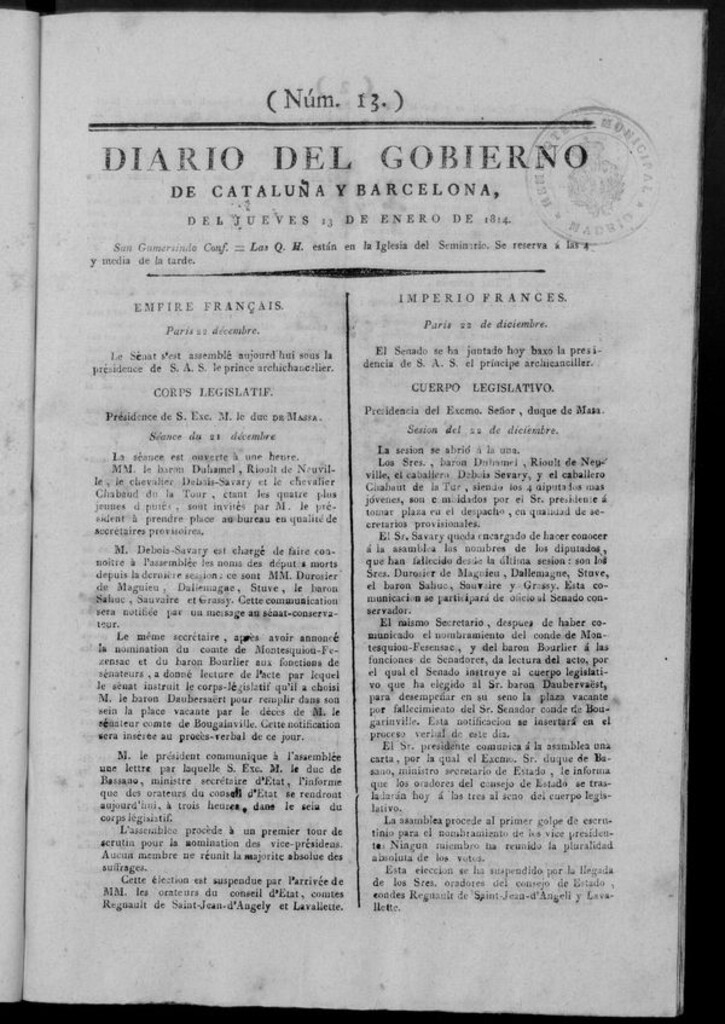 (Núm. 13.)
DIARIO DEL GOBIERNO
DE CATALUÑA Y BARCELONA,
DEL JUEVES 13 DE ENERO DE 1814.
San Gumersindo Conf. = Las Q. H. están en la Iglesia del Seminario. Se reserva á las 4
y media de la tarde.
EMPIRE FRANÇAIS.
Paris 22 décembre.
Le Sénat s'est assemblé aujourd'hui sous la
présidence de S. A. S. le prince archichancelier.
CORPS LEGISLATIF.
Présidence de S. Exc. M. le duc DE MASSA.
Séance du 21 décembre
La séance est ouverte à une heure.
MM. le baron Duhamel, Rioult de Neuvil-
le, le chevalier Debois-Savary et le chevalier
Chabaud du la Tour, étant les quatre plus
jeunes députés, sont invités par M. le pré-
sident à prendre place au bureau en qualité de
secrétaires provisoires.
M. Debois-Savary est chargé de faire con-
noître à l'assemblée les noms des députés morts
depuis la dernière session: ce sont MM. Durosier
de Magnieu, Dallemagne, Stuve, le baron
Sahuc, Sauvaire et Grassy. Cette communication
sera notifiée par un message au sénat-conserva-
teur.
Le même secrétaire, après avoir annoncé
la nomination du comte de Montesquiou-Fe-
zensac et du baron Bourlier aux fonctions de
sénateurs, a donné lecture de l'acte par lequel
le sénat instruit le corps-législatif qu'il a choisi
M. le baron Daubersaërt pour remplir dans son
sein la place vacante par le décès de M. le
sénateur comte de Bougainville. Cette notification
sera insérée au procès-verbal de ce jour.
M. le président communique à l'assemblée
une lettre par laquelle S. Exc. M. le duc de
Bassano, ministre secrétaire d'Etat, l'informe
que des orateurs du conseil d'Etat se rendront
aujourd'hui, à trois heures, dans le sein du
corps législatif.
L'assemblée procède à un premier tour de
scrutin pour la nomination des vice-présidens.
Aucun membre ne réunit la majorite absolue des
suffrages.
Cette élection est suspendue par l'arrivée de
MM. les orateurs du conseil d'Etat, comtes
Regnault de Saint-Jean-d'Angely et Lavallette.
IMPERIO FRANCES.
Paris 22 de diciembre.
El Senado se ha juntado hoy baxo la presi-
dencia de S. A. S. el príncipe archicanciller.
CUERPO LEGISLATIVO.
Presidencia del Excmo. Señor, duque de Masa.
Sesion del 22 de diciembre.
La sesion se abrió á la una.
Los Sres., baron Duhamel, Rioult de Neu-
ville, el caballero Debois Sevary, y el caballero
Chabaut de la Tur, siendo los 4 diputados mas
jóvenes, son convidados por el Sr. presidente á
tomar plaza en el despacho, en qualidad de se-
cretarios provisionales.
El Sr. Savary queda encargado de hacer conocer
á la asamblea los nombres de los diputados,
que han fallecido desde la última sesion: son los
Sres. Durosier de Magnieu, Dallemagne, Stuve,
el baron Sahuc, Souvaire y Grassy. Esta co-
municacion se participará de oficio al Senado con-
servador.
El mismo Secretario, despues de haber co-
municado el nombramiento del conde de Mon-
tesquiou-Fesensac, y del baron Bourlier á las
funciones de Senadores, da lectura del acto, por
el qual el Senado instruye al cuerpo legislati-
vo que ha elegido al Sr. baron Daubervaëst,
para desempeñar en su seno la plaza vacante
por fallecimiento del Sr. Senador conde de Bou-
garinville. Esta notificacion se insertará en el
proceso verbal de este dia.
El Sr. presidente comunica á la asamblea una
carta, por la qual el Excmo. Sr. duque de Ba-
sano, ministro secretario de Estado, le informa
que los oradores del consejo de Estado se tras-
ladarán hoy á las tres al seno del cuerpo legis-
lativo.
La asamblea procede al primer golpe de escru-
tinio para el nombramiento de los vice presiden-
te: Ningun miembro ha reunido la pluralidad
absoluta de los votos.
Esta eleccion se ha suspendido por la llegada
de los Sres. oradores del consejo de Estado,
condes Regnault de Saint-Jean-d'Angeli y Lava-
llette.
HEMEROTECA MUNICIPAL
MADRID